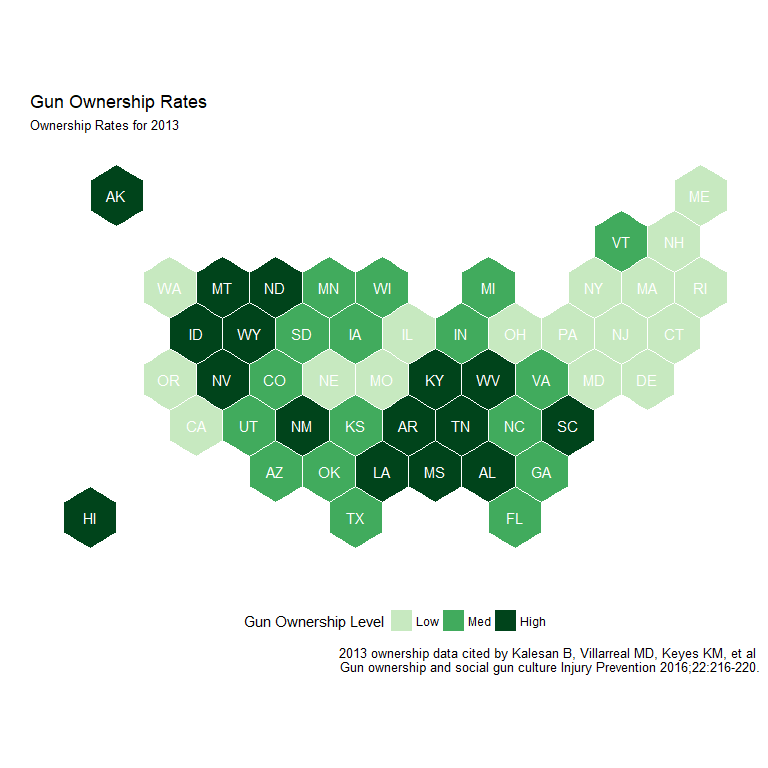 Gun Ownership Rates
Ownership Rates for 2013
AK ME
VT NH
WA MT ND MN WI MI NY MA RI
ID WY SD IA IL IN OH PA NJ CT
OR NV CO NE MO KY WV VA MD DE
CA UT NM KS AR TN NC SC
AZ OK LA MS AL GA
HI TX FL
Gun Ownership Level Low Med High
2013 ownership data cited by Kalesan B, Villarreal MD, Keyes KM, et al
Gun ownership and social gun culture Injury Prevention 2016;22:216-220.